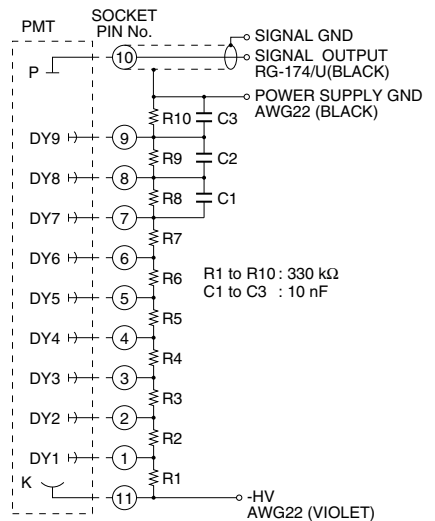 PMT
SOCKET
PIN No.
SIGNAL GND
P
10
SIGNAL OUTPUT
RG-174/U(BLACK)
POWER SUPPLY GND
AWG22 (BLACK)
R10
C3
DY9
9
R9
C2
DY8
8
R8
C1
DY7
7
R7
DY6
6
R6
R1 to R10 : 330 kΩ
C1 to C3 : 10 nF
DY5
5
R5
DY4
4
R4
DY3
3
R3
DY2
2
R2
DY1
1
R1
K
11
-HV
AWG22 (VIOLET)